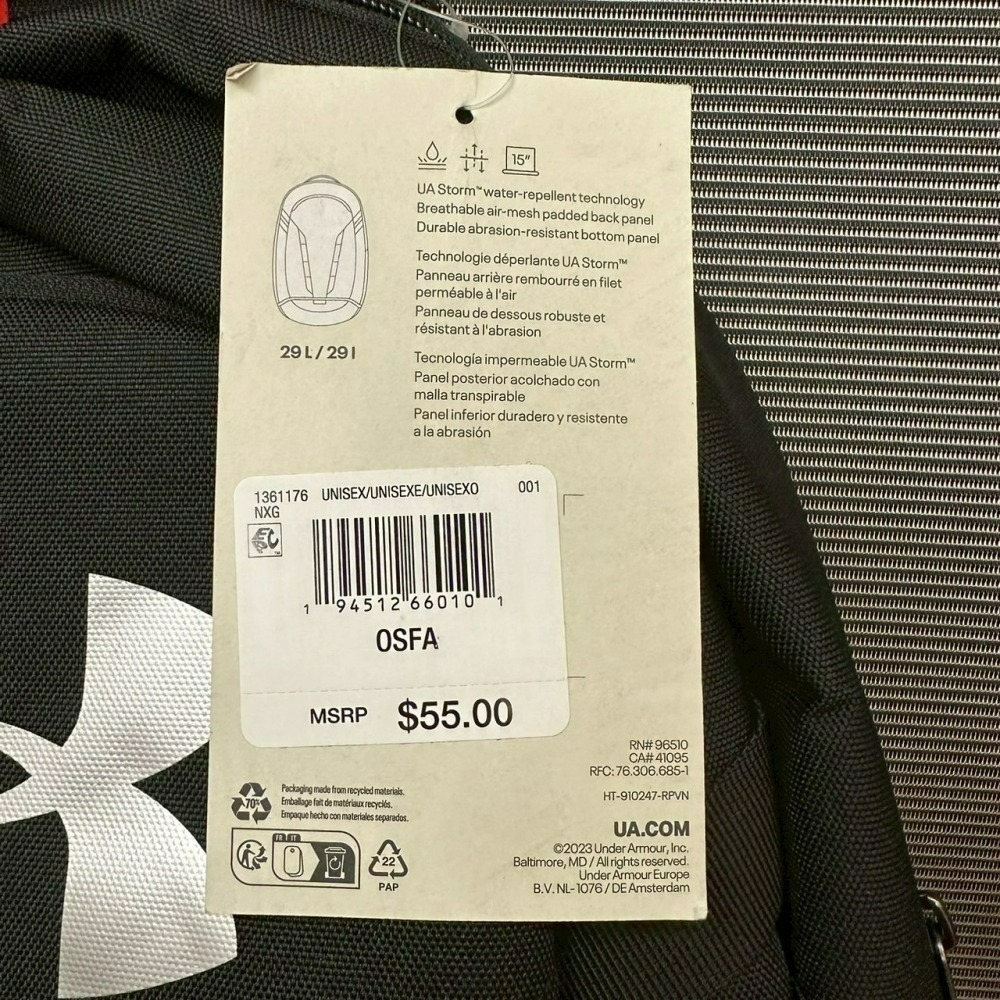 15"
UA Storm™ water-repellent technology
Breathable air-mesh padded back panel
Durable abrasion-resistant bottom panel
Technologie déperlante UA Storm™
Panneau arrière rembourré en filet
perméable à l'air
Panneau de dessous robuste et
résistant à l'abrasion
29 L / 29 l
Tecnología impermeable UA Storm™
Panel posterior acolchado con
malla transpirable
Panel inferior duradero y resistente
a la abrasión
1361176 UNISEX/UNISEXE/UNISEXO 001
NXG
1 94512 66010 1
OSFA
MSRP $55.00
RN# 96510
CA# 41095
RFC: 76.306.685-1
HT-910247-RPVN
70%
Packaging made from recycled materials.
Emballage fait de matériaux recyclés.
Empaque hecho con materiales separados.
UA.COM
©2023 Under Armour, Inc.
Baltimore, MD / All rights reserved.
Under Armour Europe
B.V. NL- 1076 / DE Amsterdam
FR IT
22
PAP